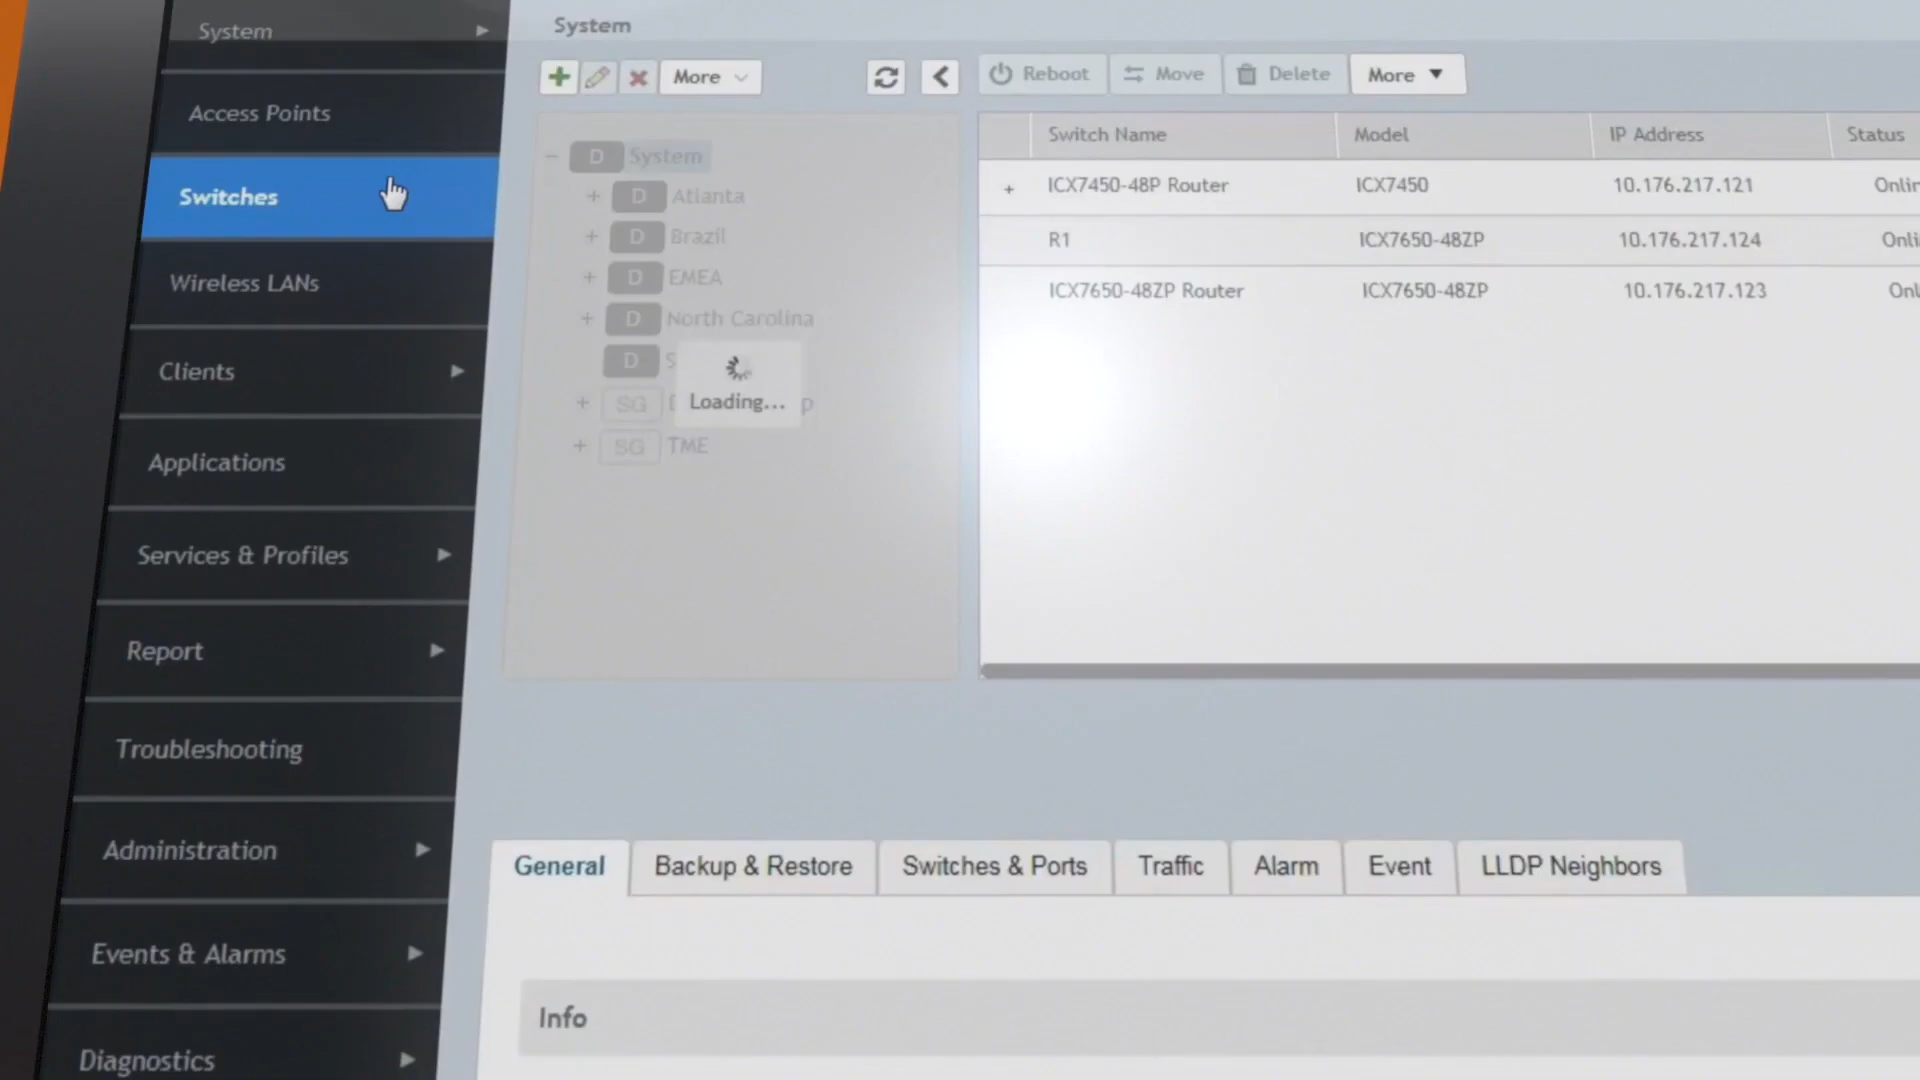 System
Access Points
Switches
Wireless LANs
Clients
Applications
Services & Profiles
Report
Troubleshooting
Administration
Events & Alarms
Diagnostics
System
More
Reboot
Move
Delete
More
D System
D Atlanta
D Brazil
D EMEA
D North Carolina
D
SG
SG TME
Loading...
Switch Name Model IP Address Status
ICX7450-48P Router ICX7450 10.176.217.121
R1 ICX7650-48ZP 10.176.217.124
ICX7650-48ZP Router ICX7650-48ZP 10.176.217.123
General
Backup & Restore
Switches & Ports
Traffic
Alarm
Event
LLDP Neighbors
Info